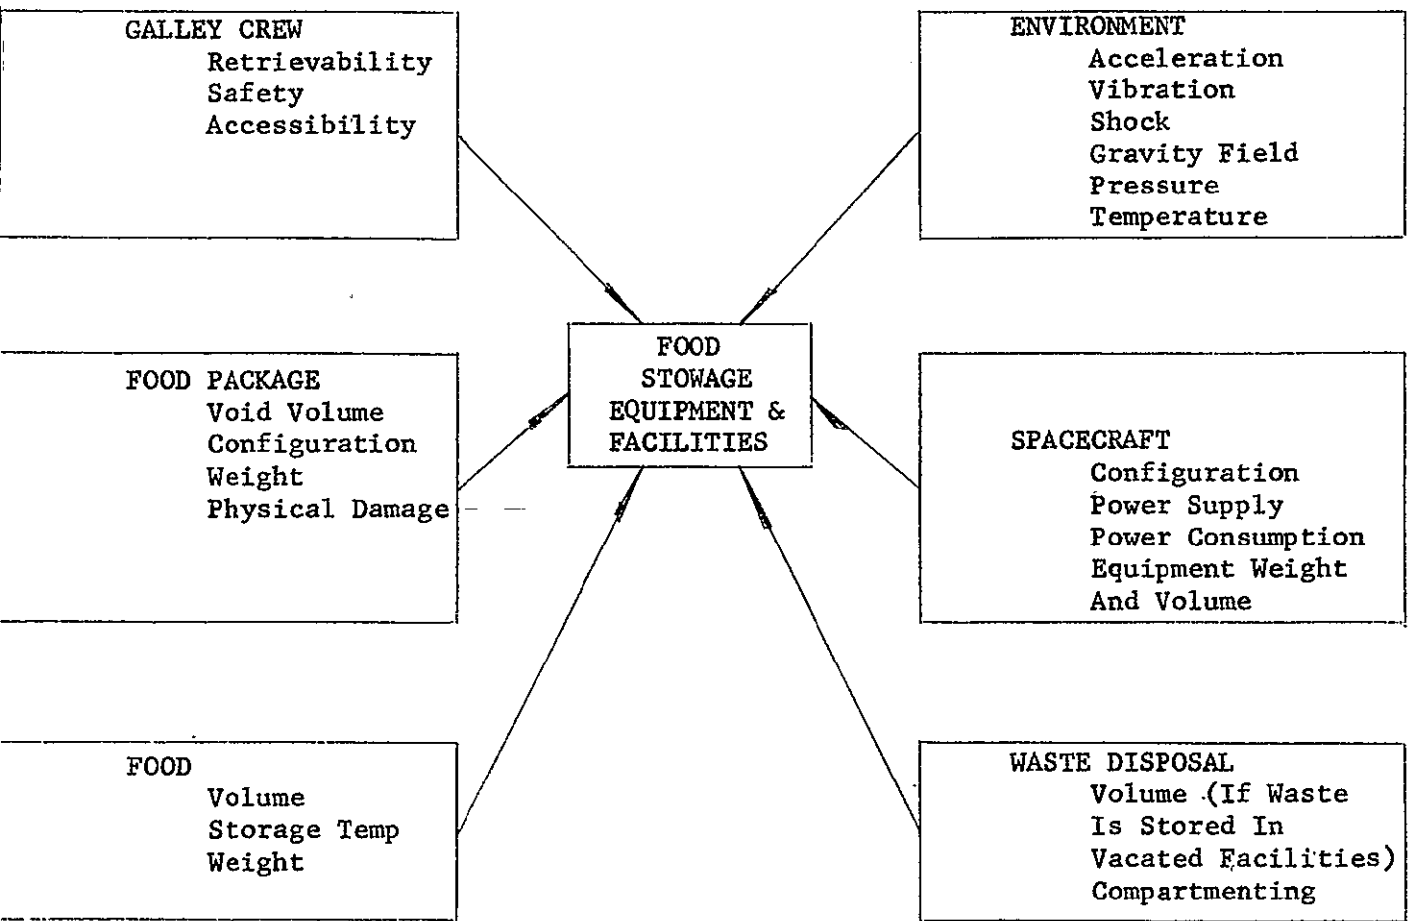 GALLEY CREW
Retrievability
Safety
Accessibility
ENVIRONMENT
Acceleration
Vibration
Shock
Gravity Field
Pressure
Temperature
FOOD
STOWAGE
EQUIPMENT &
FACILITIES
FOOD PACKAGE
Void Volume
Configuration
Weight
Physical Damage
SPACECRAFT
Configuration
Power Supply
Power Consumption
Equipment Weight
And Volume
FOOD
Volume
Storage Temp
Weight
WASTE DISPOSAL
Volume (If Waste
Is Stored In
Vacated Facilities)
Compartmenting